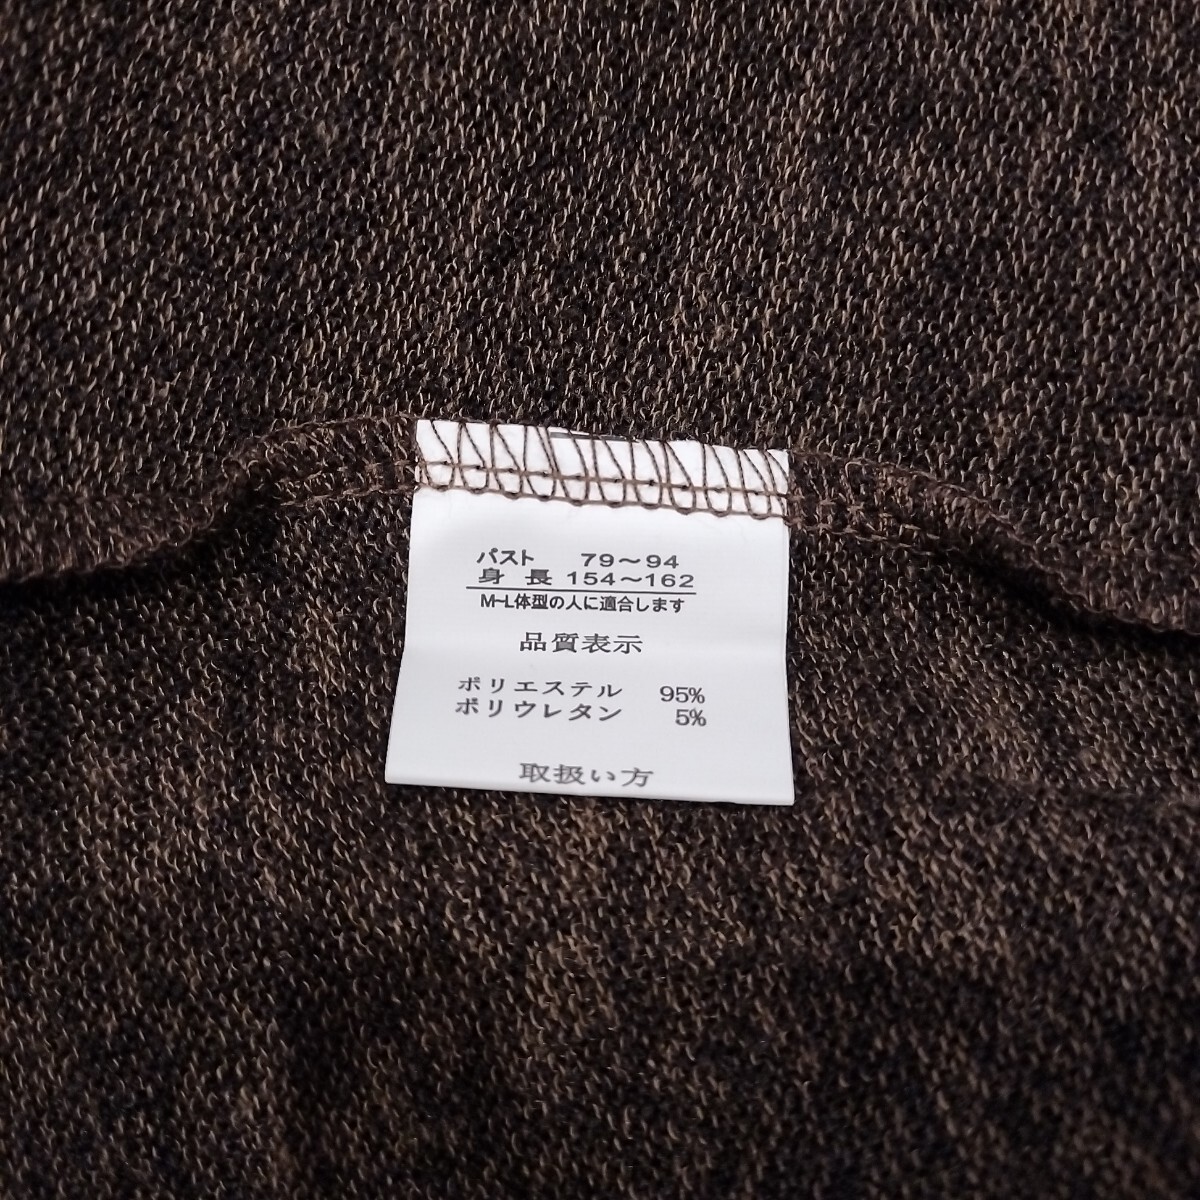 パスト 79～94
身長 154～162
M~L体型の人に適合します
品質表示
ポリエステル 95%
ポリウレタン 5%
取扱い方